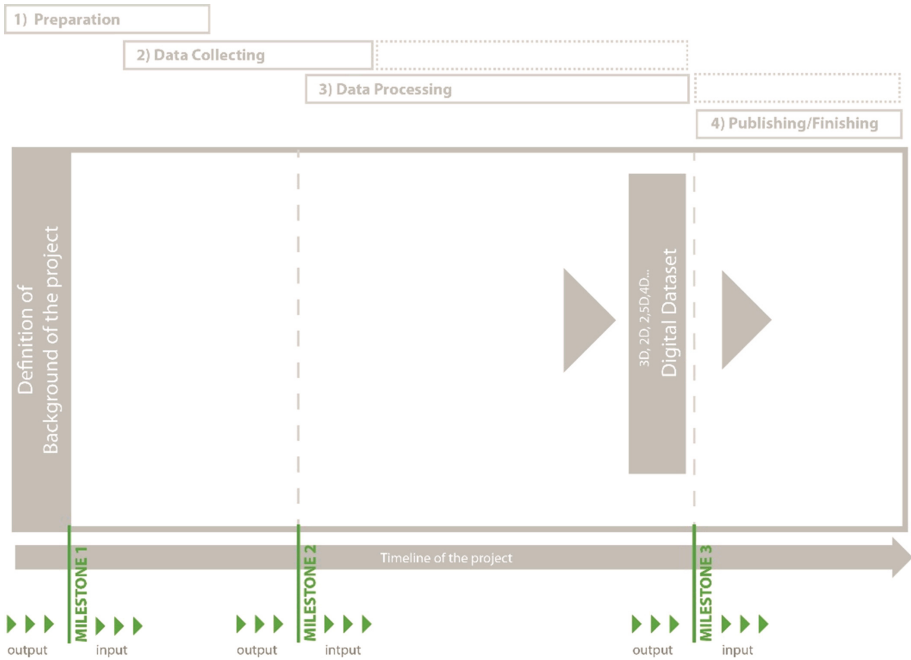 1) Preparation
2) Data Collecting
3) Data Processing
4) Publishing/Finishing
Definition of
Background of the project
3D, 2D, 2,5D,4D...
Digital Dataset
Timeline of the project
MILESTONE 1
MILESTONE 2
MILESTONE 3
output
input
output
intput
output
input